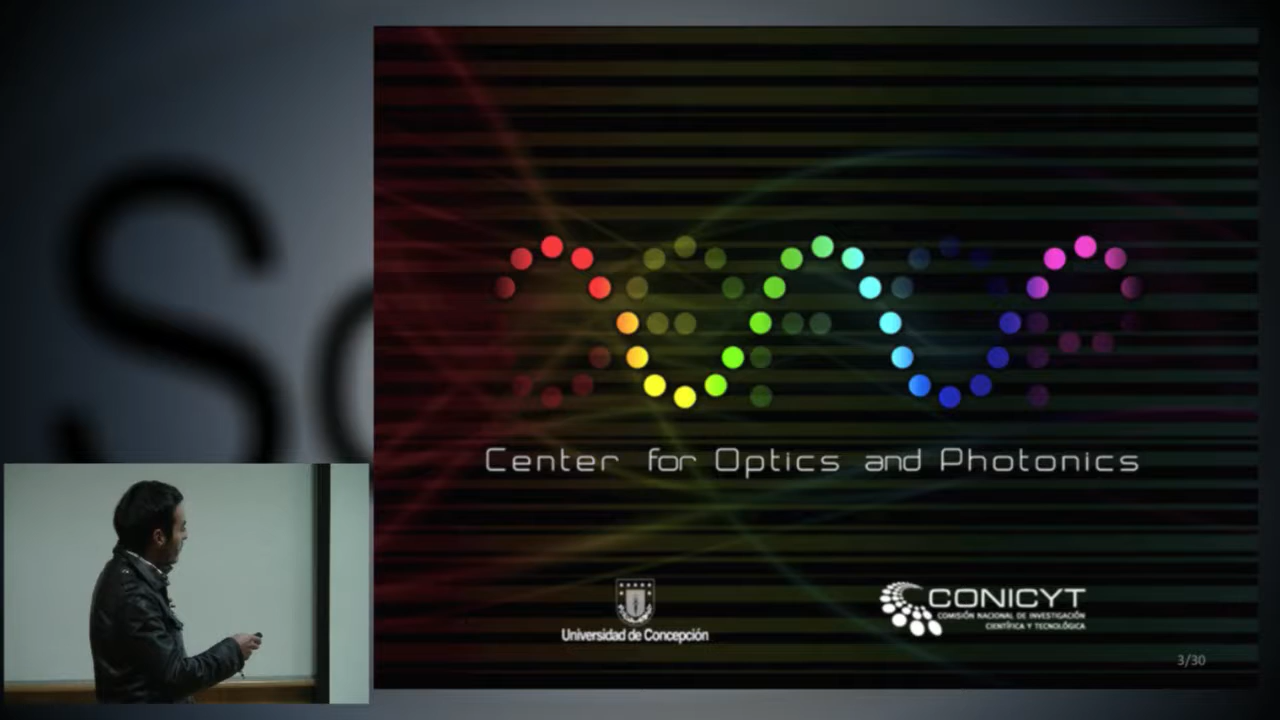 Center for Optics and Photonics
Universidad de Concepción
CONICYT
COMISIÓN NACIONAL DE INVESTIGACIÓN
CIENTÍFICA Y TECNOLÓGICA
3/30